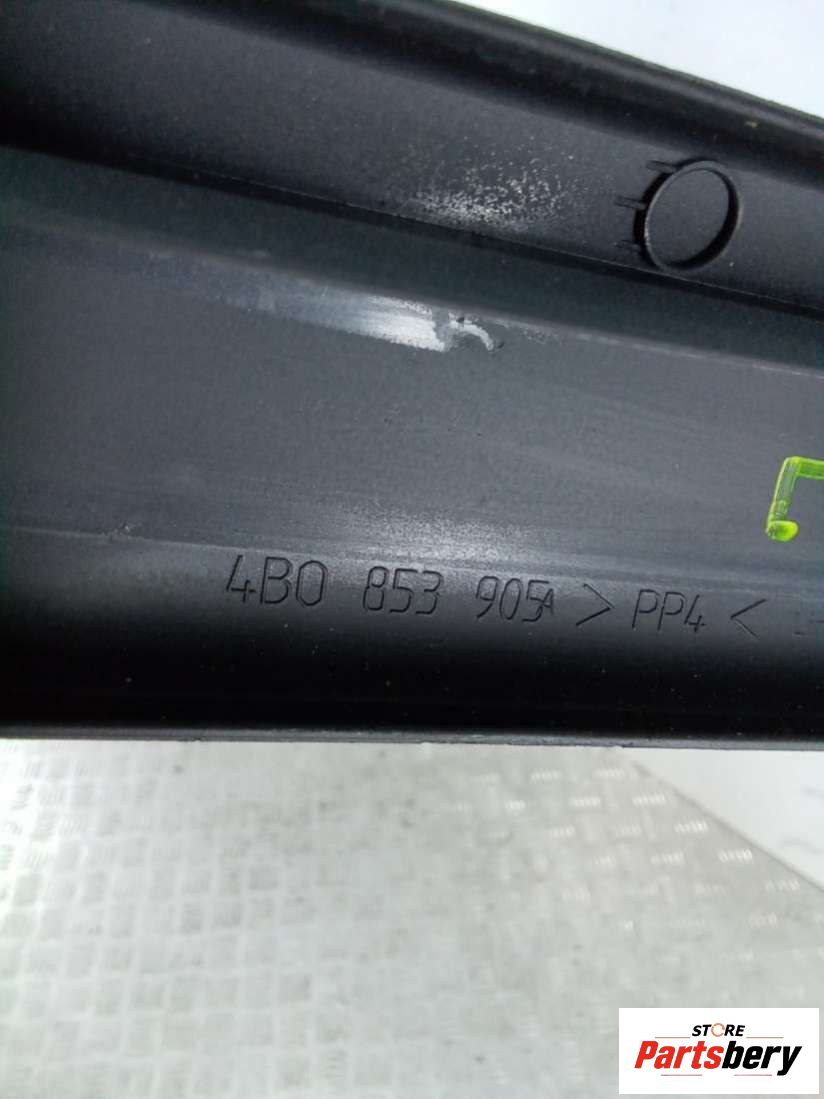 4B0 853 905A >PP4<
STORE
Partsbery